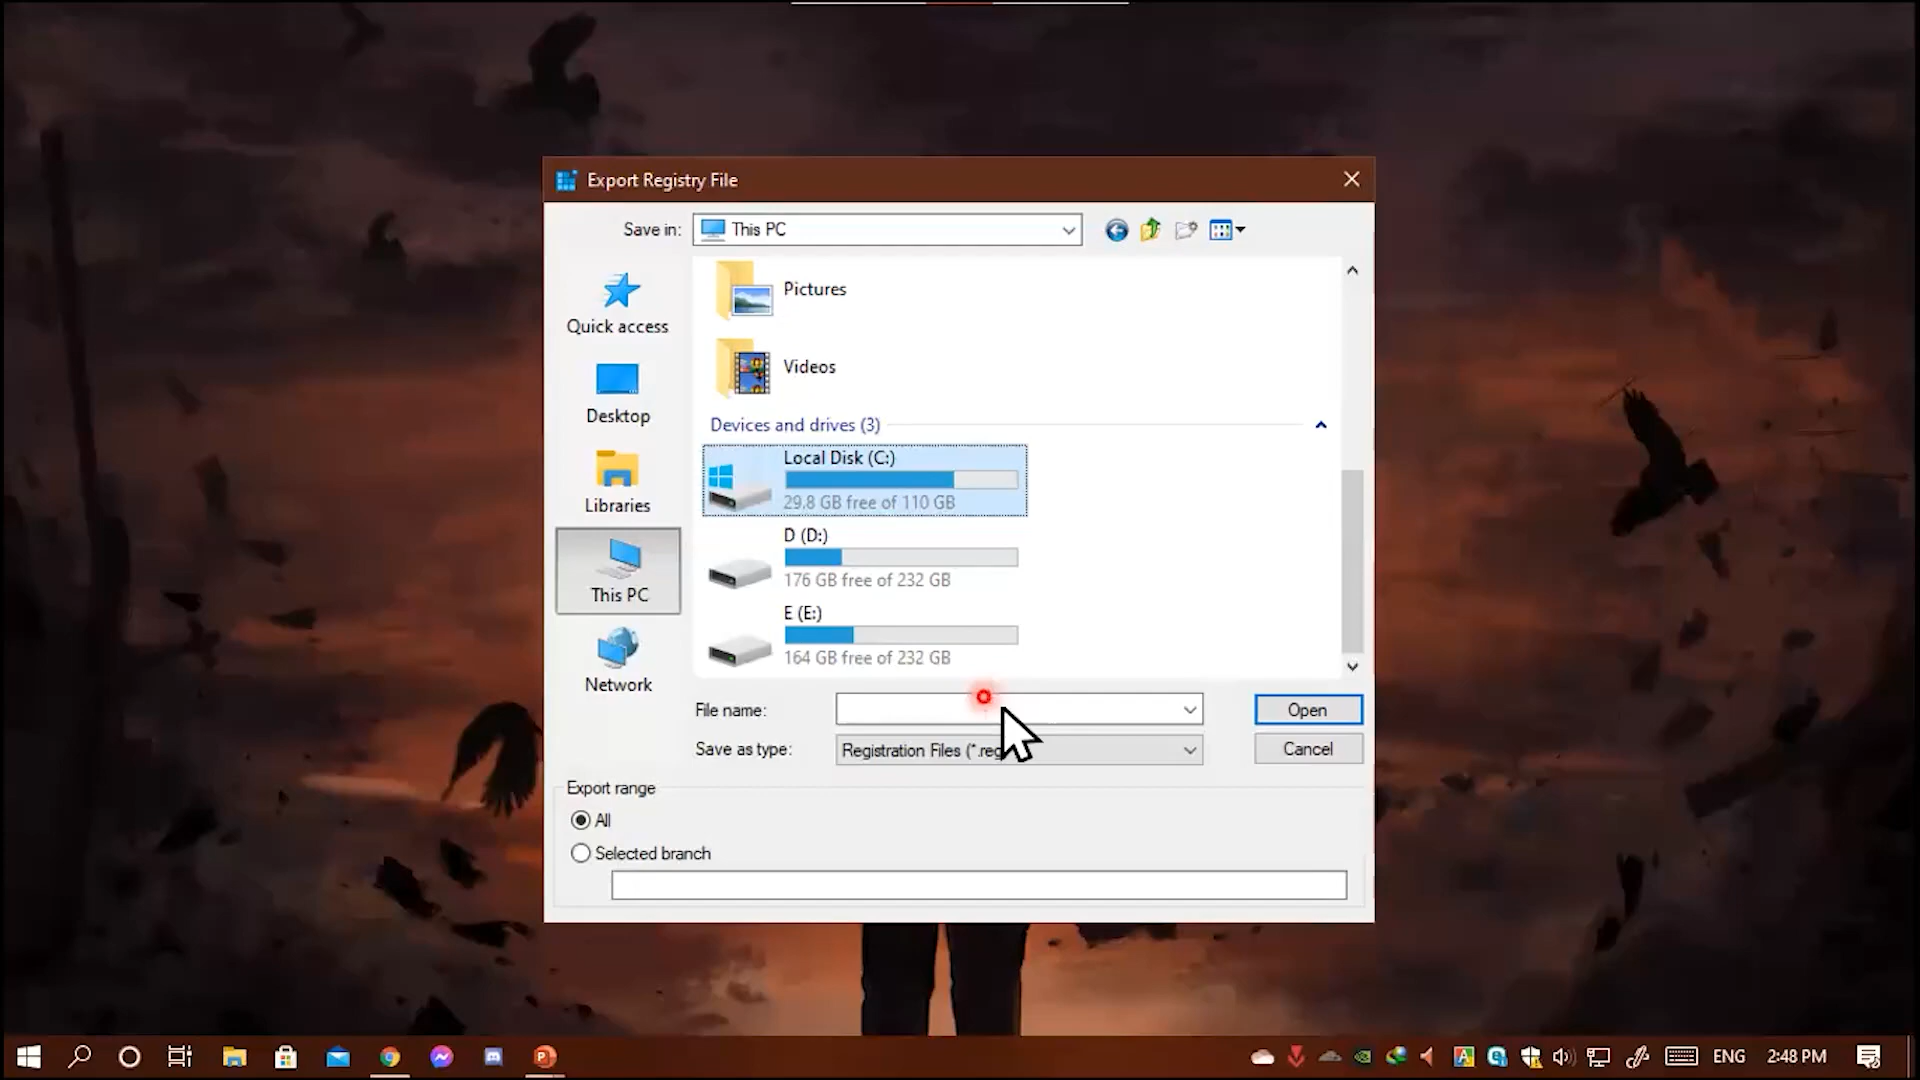 Export Registry File
Save in:
This PC
Quick access
Desktop
Libraries
This PC
Network
Pictures
Videos
Devices and drives (3)
Local Disk (C:)
29.8 GB free of 110 GB
D (D:)
176 GB free of 232 GB
E (E:)
164 GB free of 232 GB
File name:
Open
Save as type:
Registration Files (*.reg
Cancel
Export range
All
Selected branch
ENG
2:48 PM